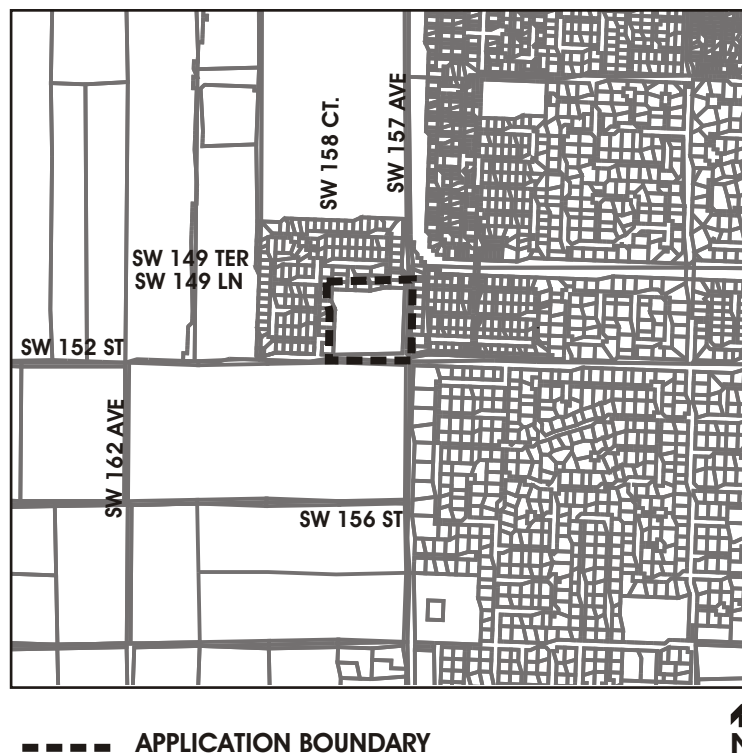 SW 158 CT.
SW 157 AVE
SW 149 TER
SW 149 LN
SW 152 ST
SW 162 AVE
SW 156 ST
APPLICATION BOUNDARY
N